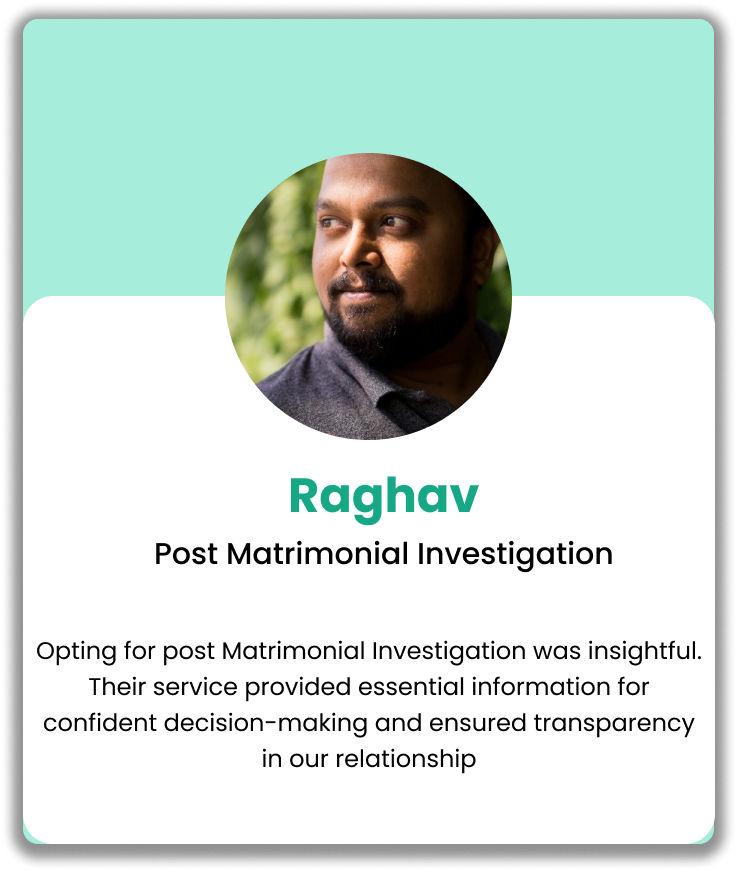 Raghav
Post Matrimonial Investigation
Opting for post Matrimonial Investigation was insightful.
Their service provided essential information for
confident decision-making and ensured transparency
in our relationship